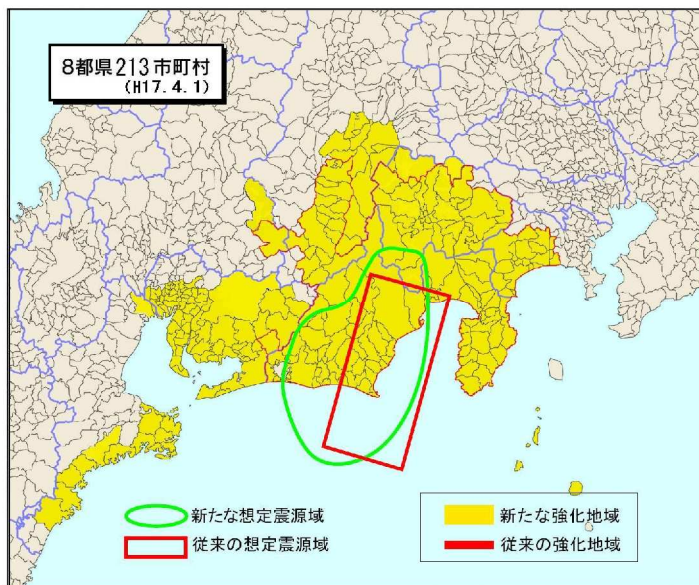 8都県213市町村
(H17.4.1)
新たな想定震源域
従来の想定震源域
新たな強化地域
従来の強化地域